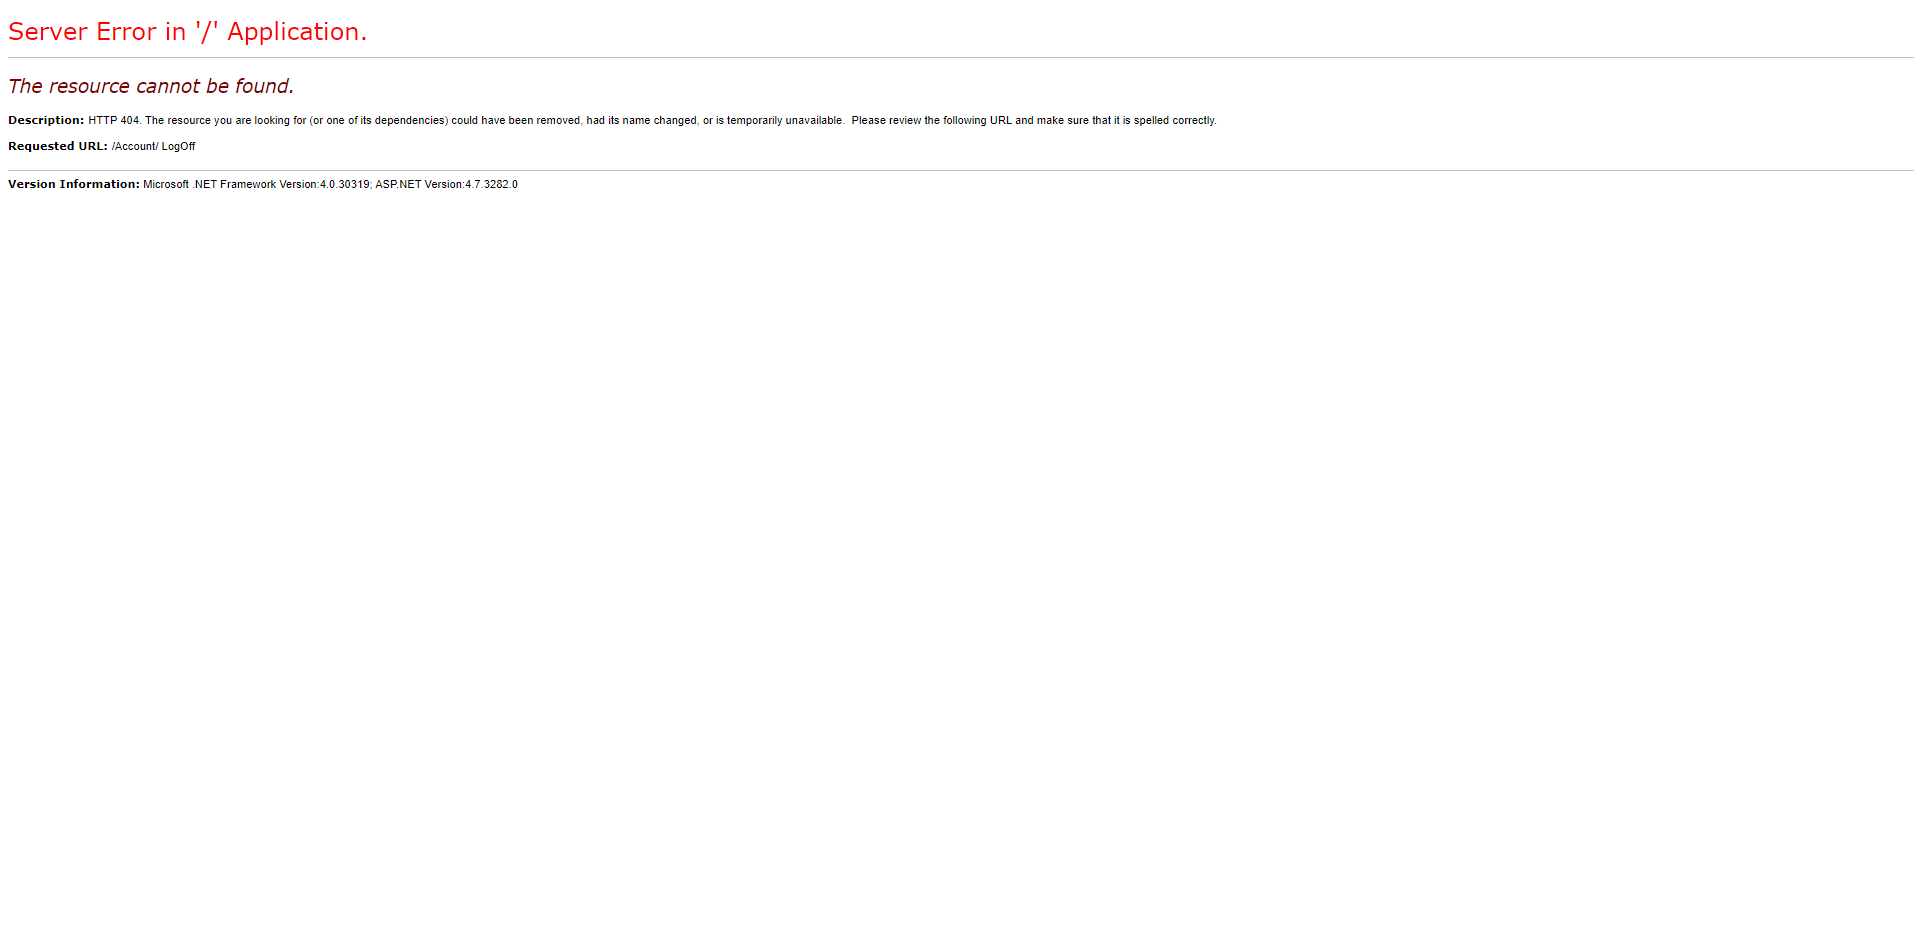 Server Error in '/' Application.
The resource cannot be found.
Description: HTTP 404. The resource you are looking for (or one of its dependencies) could have been removed, had its name changed, or is temporarily unavailable.  Please review the following URL and make sure that it is spelled correctly.
Requested URL: /Account/ LogOff
Version Information: Microsoft .NET Framework Version:4.0.30319; ASP.NET Version:4.7.3282.0